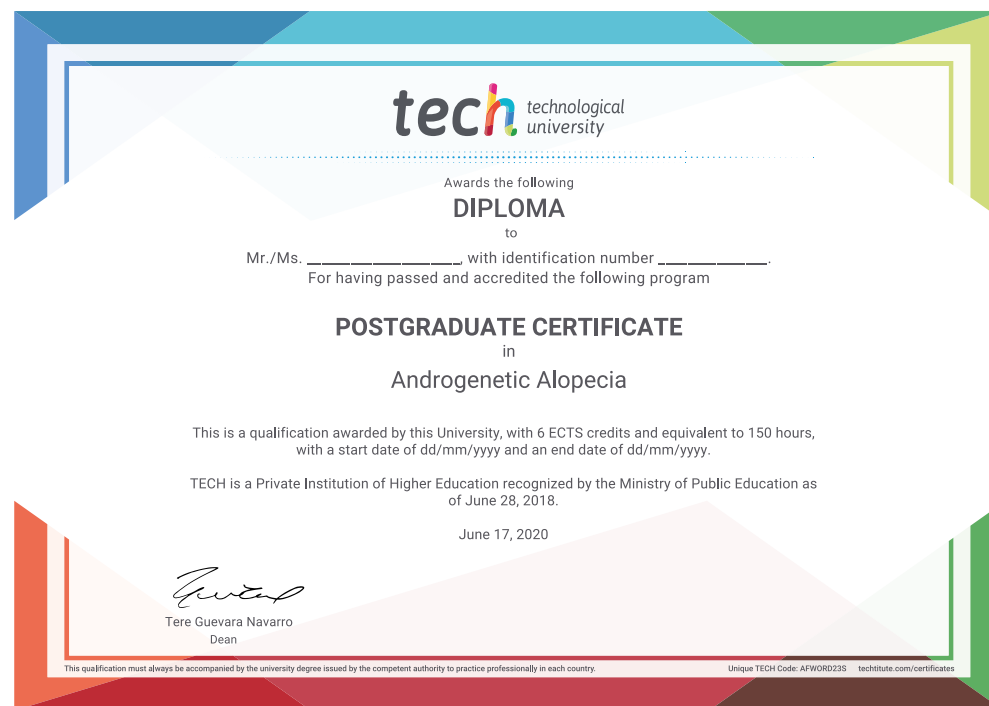 tech technological
university
Awards the following
DIPLOMA
to
Mr./Ms. ____________________, with identification number ______________.
For having passed and accredited the following program
POSTGRADUATE CERTIFICATE
in
Androgenetic Alopecia
This is a qualification awarded by this University, with 6 ECTS credits and equivalent to 150 hours,
with a start date of dd/mm/yyyy and an end date of dd/mm/yyyy.
TECH is a Private Institution of Higher Education recognized by the Ministry of Public Education as
of June 28, 2018.
June 17, 2020
Tere Guevara Navarro
Dean
This qualification must always be accompanied by the university degree issued by the competent authority to practice professionally in each country.
Unique TECH Code: AFWORD23S techtitute.com/certificates